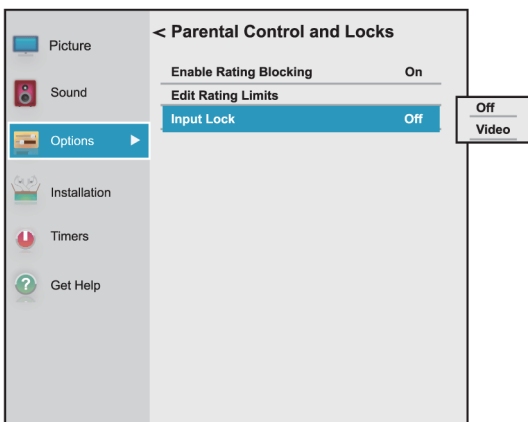 Picture
Sound
Options
Installation
Timers
Get Help
< Parental Control and Locks
Enable Rating Blocking On
Edit Rating Limits
Input Lock Off
Off
Video